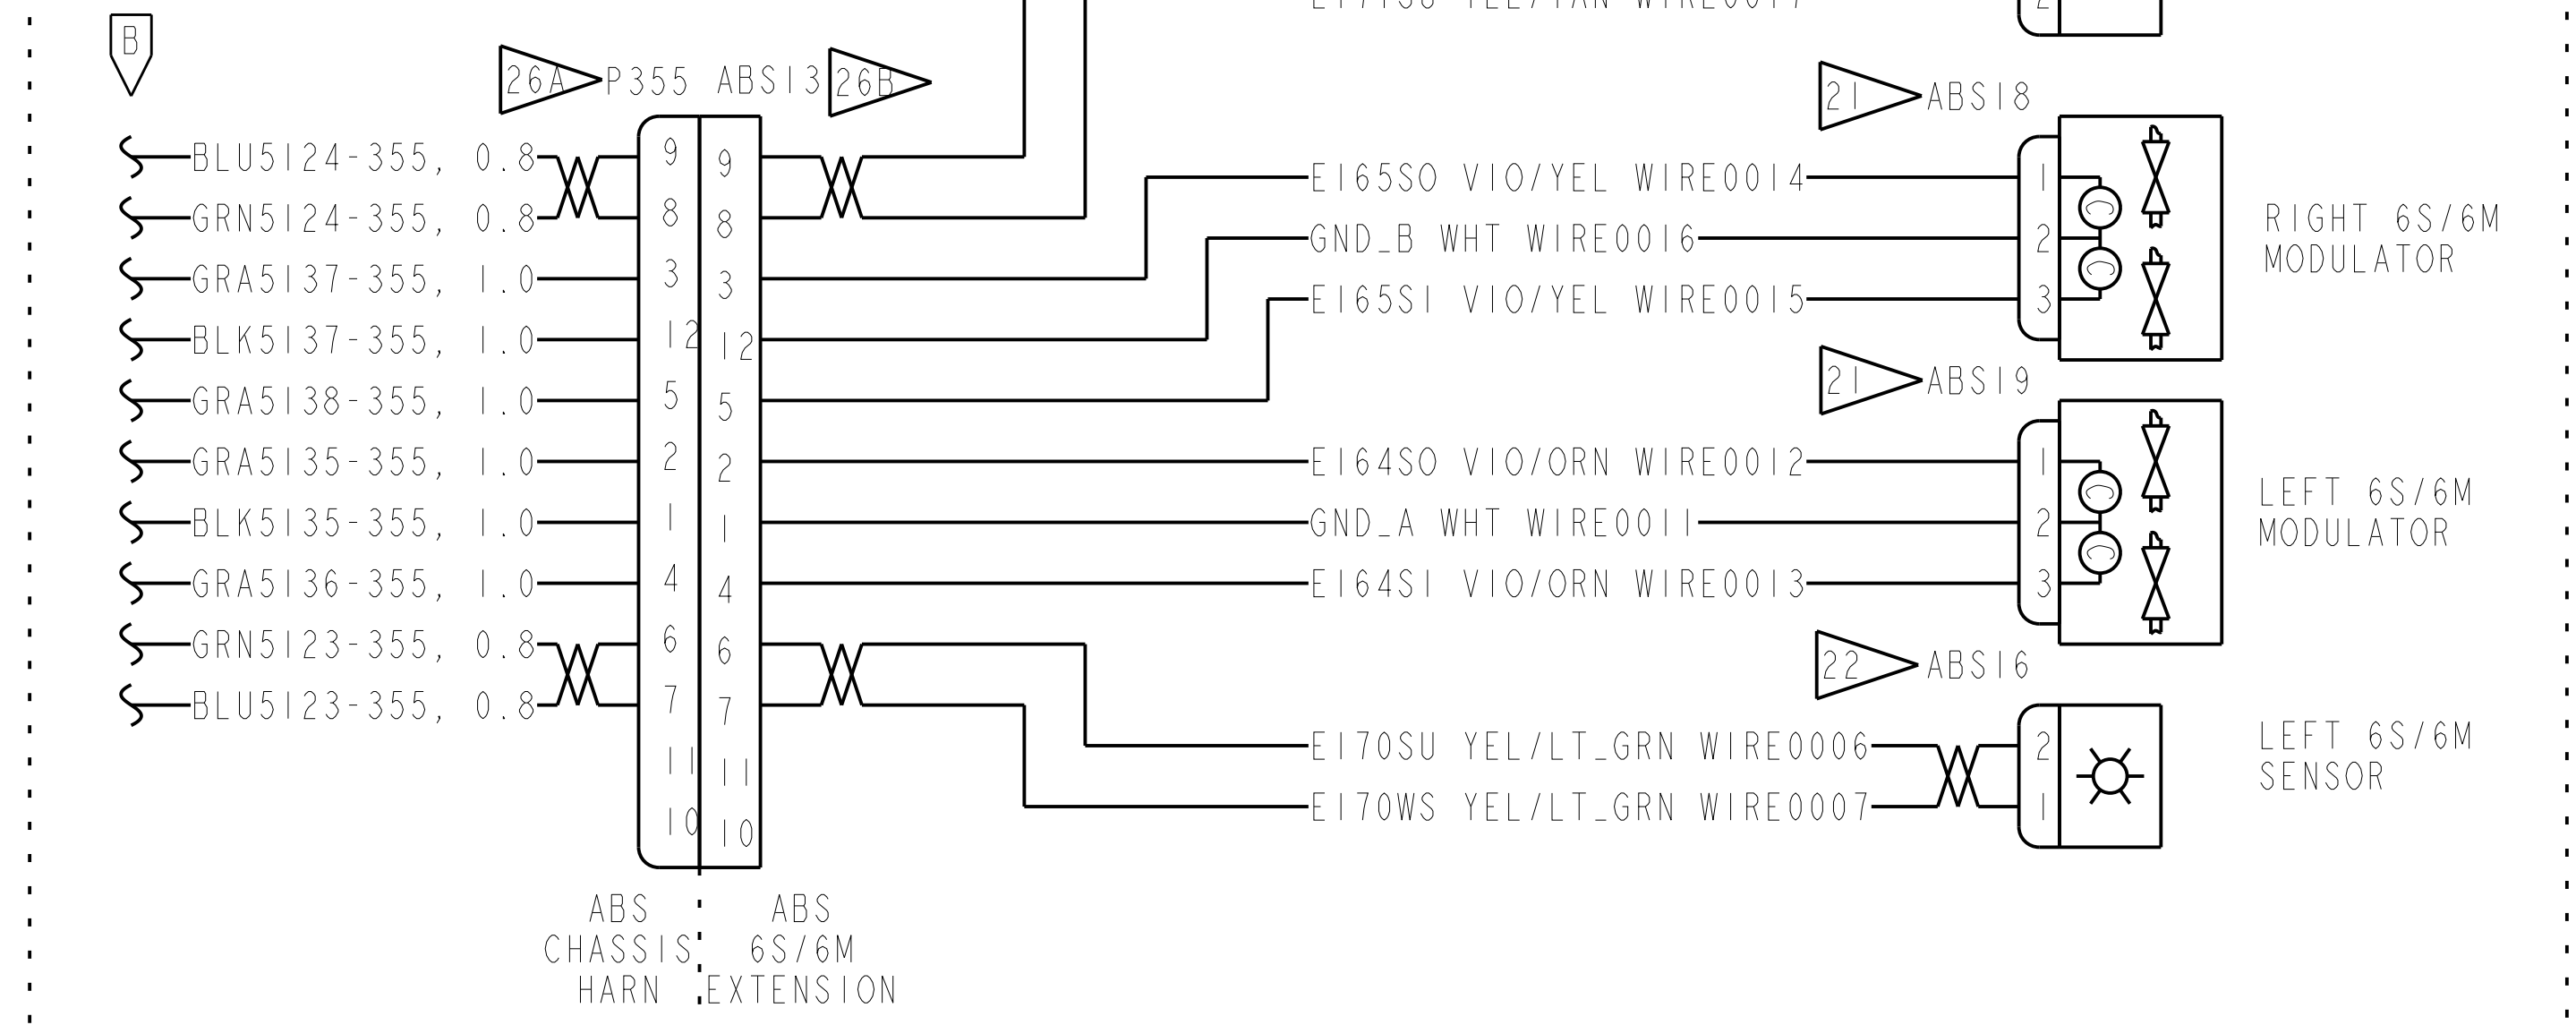 B
26A P355 ABS13 26B
BLU5124-355, 0.8
GRN5124-355, 0.8
GRA5137-355, 1.0
BLK5137-355, 1.0
GRA5138-355, 1.0
GRA5135-355, 1.0
BLK5135-355, 1.0
GRA5136-355, 1.0
GRN5123-355, 0.8
BLU5123-355, 0.8
9 9
8 8
3 3
12 12
5 5
2 2
1 1
4 4
6 6
7 7
11 11
10 10
ABS
CHASSIS
HARN
ABS
6S/6M
EXTENSION
21 ABS18
E165SO VIO/YEL WIRE0014 1
GND_B WHT WIRE0016 2
E165SI VIO/YEL WIRE0015 3
C
C
RIGHT 6S/6M
MODULATOR
21 ABS19
E164SO VIO/ORN WIRE0012 1
GND_A WHT WIRE0011 2
E164SI VIO/ORN WIRE0013 3
C
C
LEFT 6S/6M
MODULATOR
22 ABS16
E170SU YEL/LT_GRN WIRE0006 2
E170WS YEL/LT_GRN WIRE0007 1
LEFT 6S/6M
SENSOR